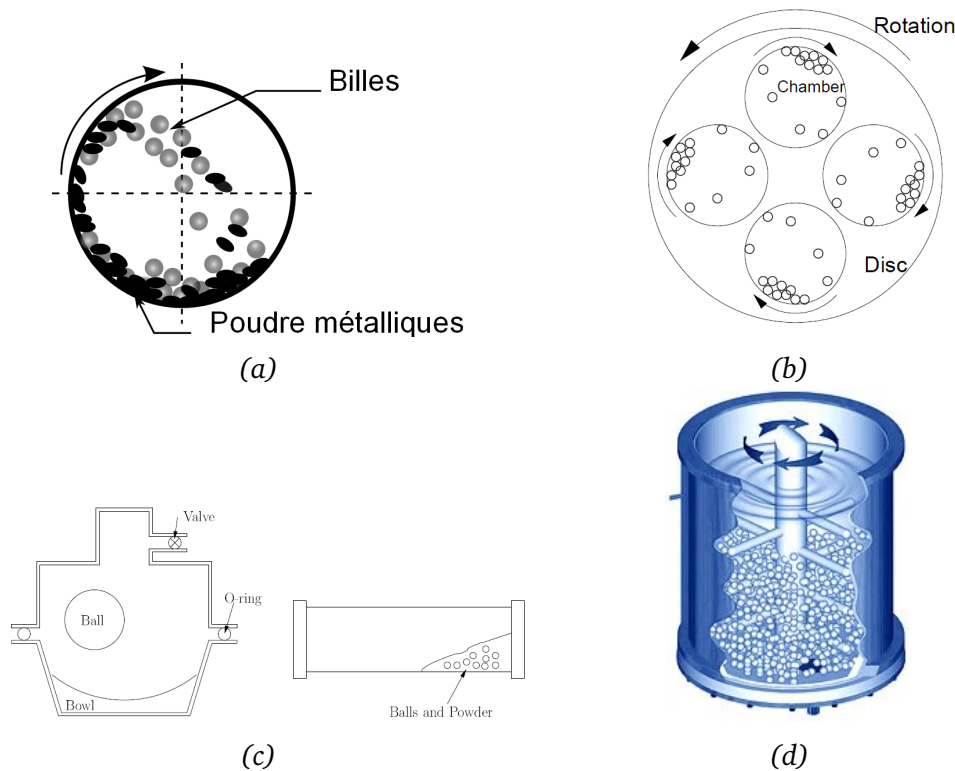 Billes
Poudre métalliques
(a)
Rotation
Chamber
Disc
(b)
Valve
O-ring
Ball
Bowl
Balls and Powder
(c)
(d)